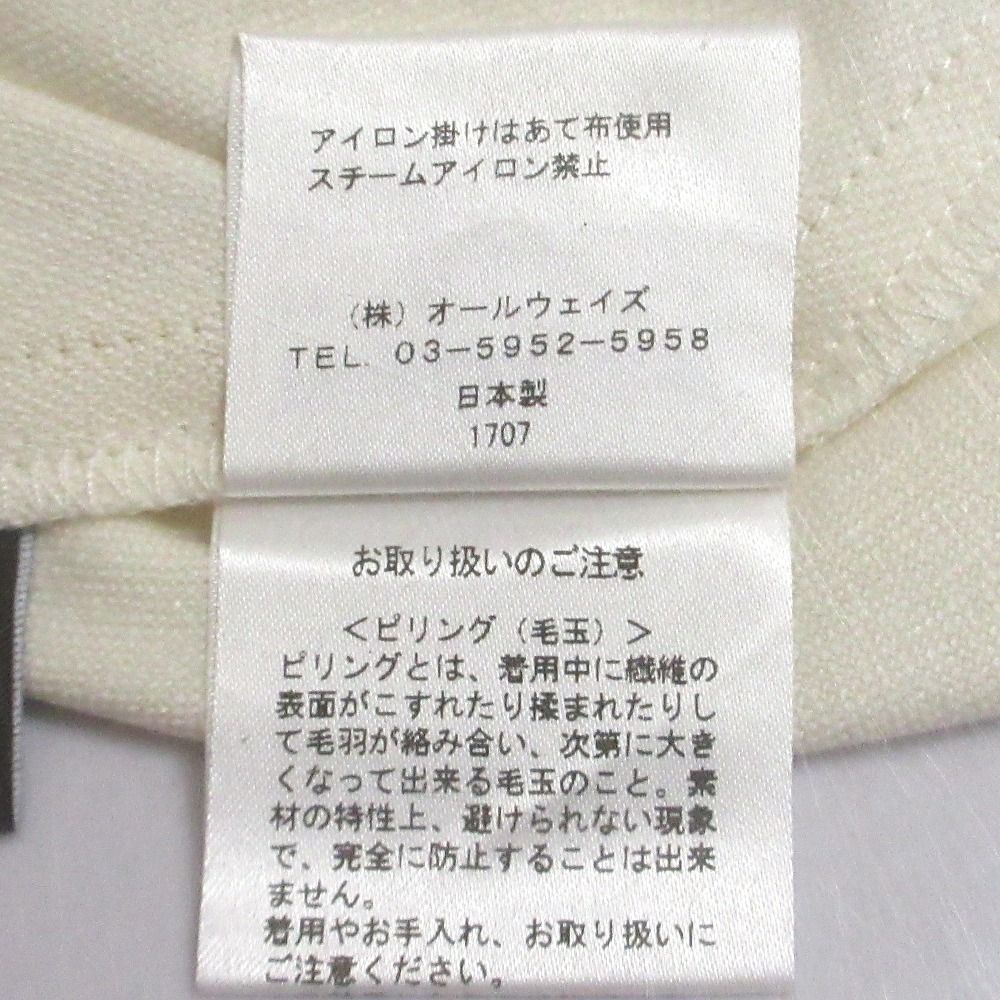 アイロン掛けはあて布使用
スチームアイロン禁止
（株）オールウェイズ
TEL. 03-5952-5958
日本製
1707
お取り扱いのご注意
＜ピリング（毛玉）＞
ピリングとは、着用中に繊維の
表面がこすれたり揉まれたりし
て毛羽が絡み合い、次第に大き
くなって出来る毛玉のこと。素
材の特性上、避けられない現象
で、完全に防止することは出来
ません。
着用やお手入れ、お取り扱いに
ご注意ください。